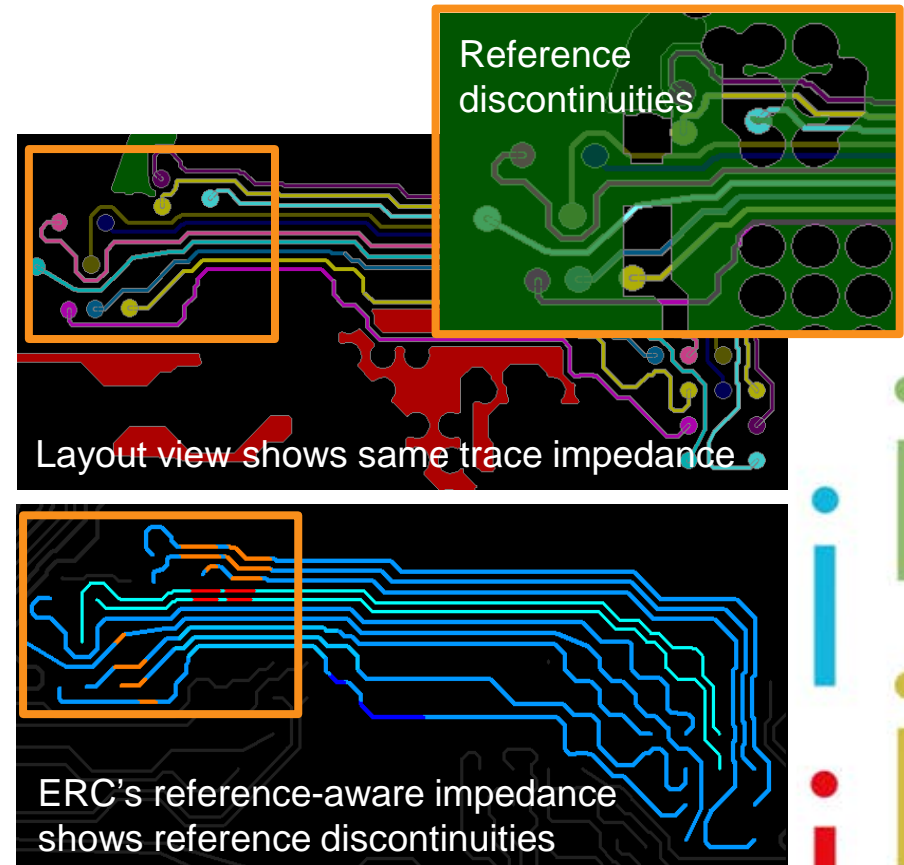 Reference
discontinuities
Layout view shows same trace impedance
ERC's reference-aware impedance
shows reference discontinuities